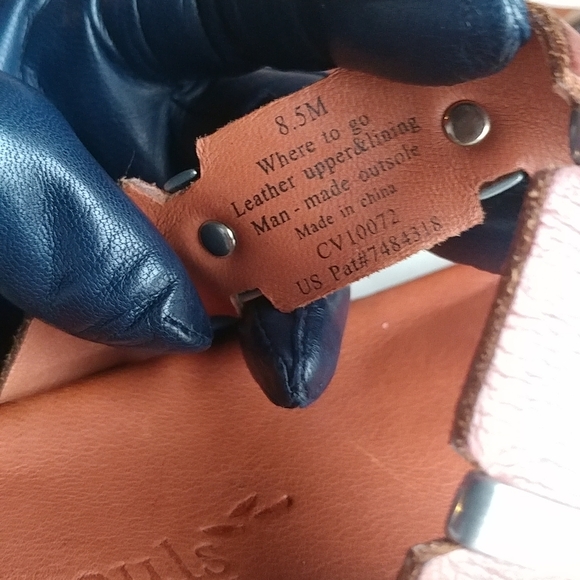 8.5M
Where to go
Leather upper&lining
Man - made outsole
Made in china
CV10072
US Pat#7484318